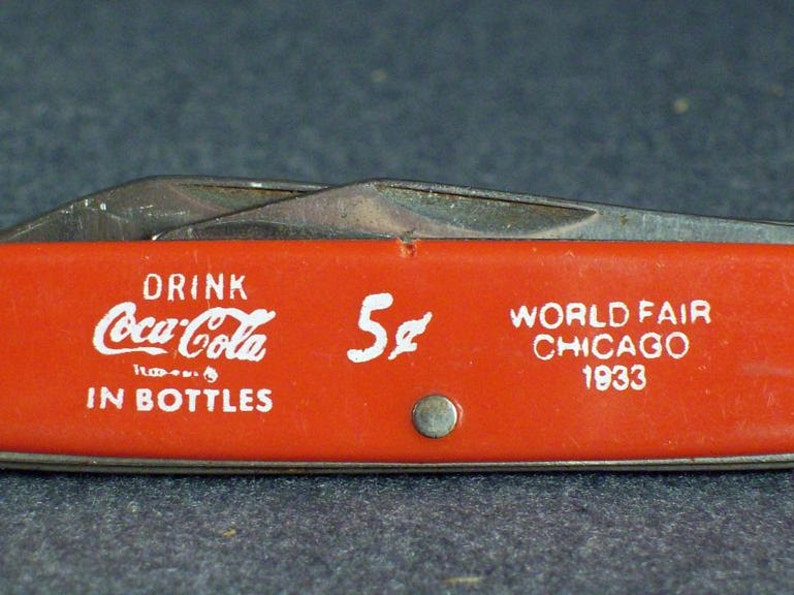 DRINK
Coca-Cola
IN BOTTLES
5¢
WORLD FAIR
CHICAGO
1933